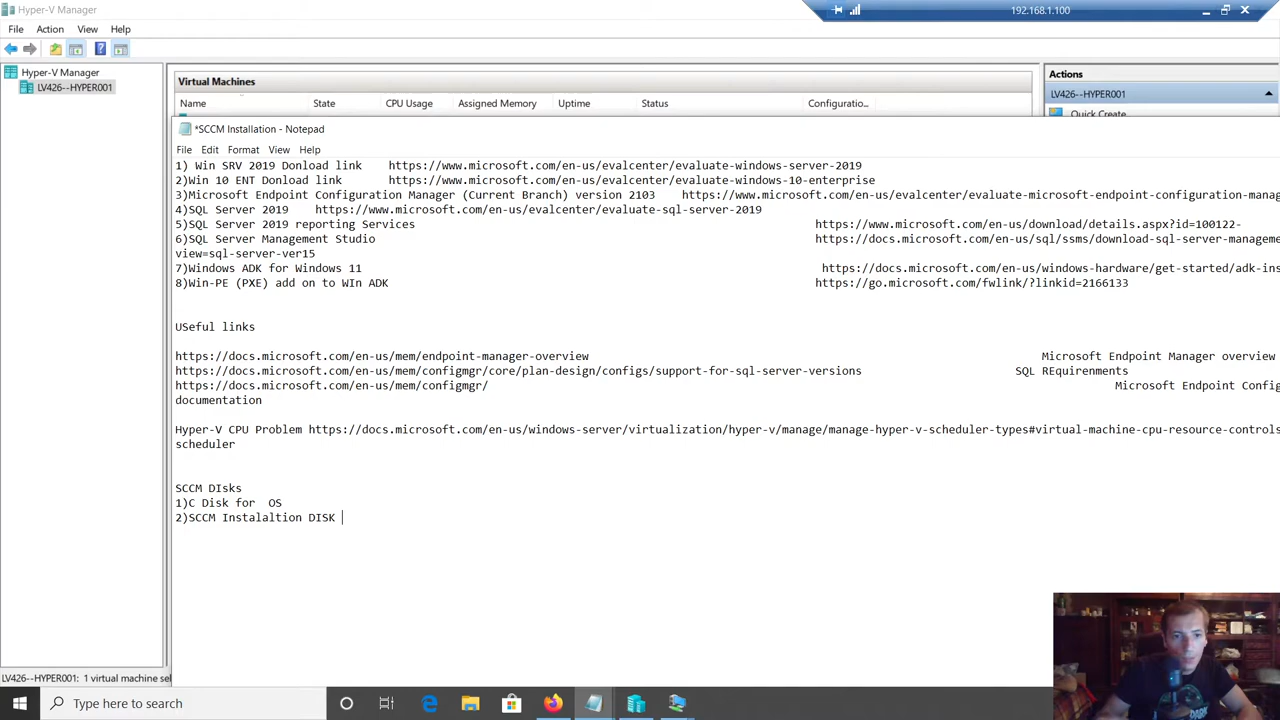 Hyper-V Manager
192.168.1.100
File Action View Help
Hyper-V Manager
LV426--HYPER001
Virtual Machines
Name State CPU Usage Assigned Memory Uptime Status Configuratio...
Actions
LV426--HYPER001
Quick Create...
*SCCM Installation - Notepad
File Edit Format View Help
1) Win SRV 2019 Donload link https://www.microsoft.com/en-us/evalcenter/evaluate-windows-server-2019
2)Win 10 ENT Donload link https://www.microsoft.com/en-us/evalcenter/evaluate-windows-10-enterprise
3)Microsoft Endpoint Configuration Manager (Current Branch) version 2103 https://www.microsoft.com/en-us/evalcenter/evaluate-microsoft-endpoint-configuration-manag
4)SQL Server 2019 https://www.microsoft.com/en-us/evalcenter/evaluate-sql-server-2019
5)SQL Server 2019 reporting Services https://www.microsoft.com/en-us/download/details.aspx?id=100122-
6)SQL Server Management Studio https://docs.microsoft.com/en-us/sql/ssms/download-sql-server-manageme
view=sql-server-ver15
7)Windows ADK for Windows 11 https://docs.microsoft.com/en-us/windows-hardware/get-started/adk-ins
8)Win-PE (PXE) add on to WIn ADK https://go.microsoft.com/fwlink/?linkid=2166133
USeful links
https://docs.microsoft.com/en-us/mem/endpoint-manager-overview Microsoft Endpoint Manager overview
https://docs.microsoft.com/en-us/mem/configmgr/core/plan-design/configs/support-for-sql-server-versions SQL REquirenments
https://docs.microsoft.com/en-us/mem/configmgr/ Microsoft Endpoint Config
documentation
Hyper-V CPU Problem https://docs.microsoft.com/en-us/windows-server/virtualization/hyper-v/manage/manage-hyper-v-scheduler-types#virtual-machine-cpu-resource-controls
scheduler
SCCM DIsks
1)C Disk for OS
2)SCCM Instalaltion DISK
LV426--HYPER001: 1 virtual machine sel
Type here to search